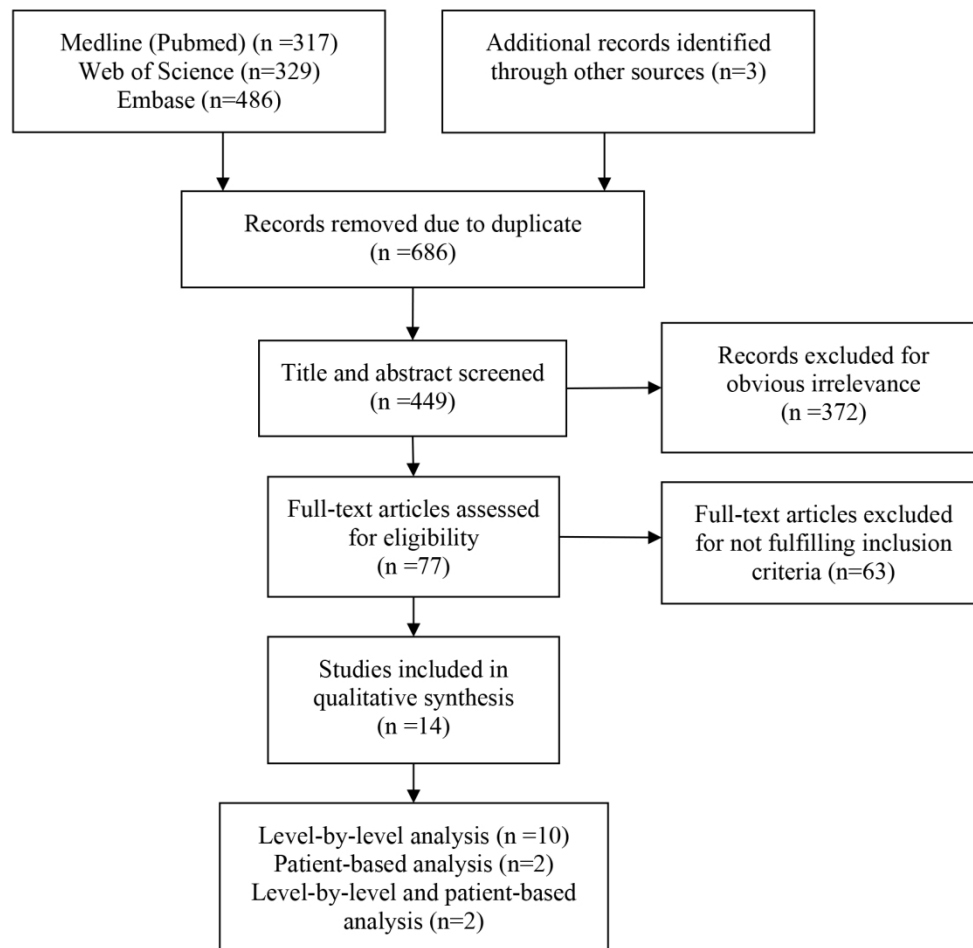 Medline (Pubmed) (n =317)
Web of Science (n=329)
Embase (n=486)
Additional records identified
through other sources (n=3)
Records removed due to duplicate
(n =686)
Title and abstract screened
(n =449)
Records excluded for
obvious irrelevance
(n =372)
Full-text articles assessed
for eligibility
(n =77)
Full-text articles excluded
for not fulfilling inclusion
criteria (n=63)
Studies included in
qualitative synthesis
(n =14)
Level-by-level analysis (n =10)
Patient-based analysis (n=2)
Level-by-level and patient-based
analysis (n=2)